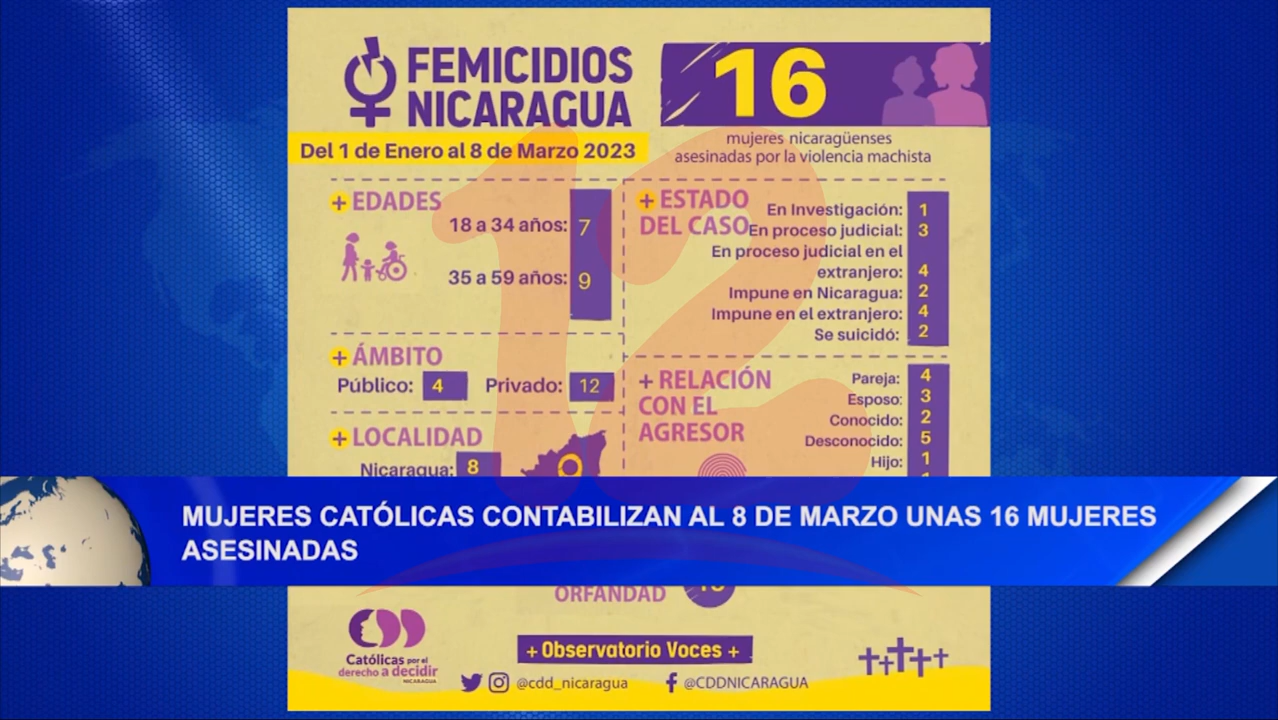 FEMICIDIOS
NICARAGUA
Del 1 de Enero al 8 de Marzo 2023
16
mujeres nicaragüenses
asesinadas por la violencia machista
+ EDADES
18 a 34 años: 7
35 a 59 años: 9
+ ÁMBITO
Público: 4 Privado: 12
+ LOCALIDAD
Nicaragua: 8
+ ESTADO
DEL CASO
En Investigación: 1
En proceso judicial: 3
En proceso judicial en el
extranjero: 4
Impune en Nicaragua: 2
Impune en el extranjero: 4
Se suicidó: 2
+ RELACIÓN
CON EL
AGRESOR
Pareja: 4
Esposo: 3
Conocido: 2
Desconocido: 5
Hijo: 1
12
MUJERES CATÓLICAS CONTABILIZAN AL 8 DE MARZO UNAS 16 MUJERES
ASESINADAS
ORFANDAD
Católicas por el
derecho a decidir
NICARAGUA
+ Observatorio Voces +
@cdd_nicaragua @CDDNICARAGUA